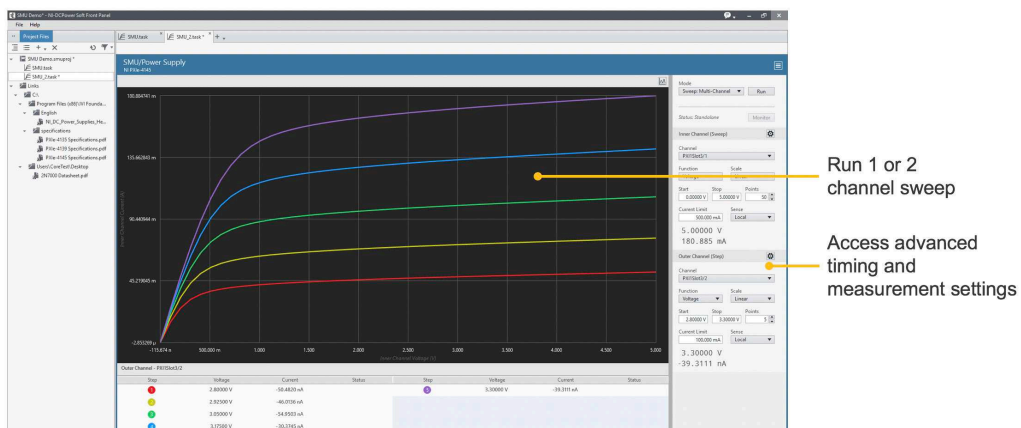 SMU Demo* - NI-DCPower Soft Front Panel
File Help
Project Files
SMU.task
SMU_2.task *
SMU Demo.smuproj *
SMU.task
SMU_2.task *
Links
C:\
Program Files (x86)\NI Founda...
English
NI_DC_Power_Supplies_He...
specifications
PXIe-4135 Specifications.pdf
PXIe-4139 Specifications.pdf
PXIe-4145 Specifications.pdf
Users\CoreTest\Desktop
2N7000 Datasheet.pdf
SMU/Power Supply
NI PXIe-4145
Inner Channel Current (A)
135.662843 m
90.440944 m
-113.674 n
500.000 m
1.000
1.500
2.000
2.500
3.000
3.500
4.000
4.500
5.000
Inner Channel Voltage (V)
Outer Channel - PXI1Slot3/2
Step Voltage Current Status Step Voltage Current Status
1 2.80000 V -50.4820 nA 5 3.30000 V -39.3111 nA
2 2.92500 V -46.0156 nA
3 3.05000 V -54.9503 nA
4 3.17500 V -30.3745 nA
Mode
Sweep: Multi-Channel Run
Status: Standalone Monitor
Inner Channel (Sweep)
Channel
PXI1Slot3/1
Function Scale
Start Stop Points
0.00000 V 5.00000 V 50
Current Limit Sense
500.000 mA Local
5.00000 V
180.885 mA
Outer Channel (Step)
Channel
PXI1Slot3/2
Function Scale
Voltage Linear
Start Stop Points
2.80000 V 3.30000 V 5
Current Limit Sense
100.000 mA Local
3.30000 V
-39.3111 nA
Run 1 or 2
channel sweep
Access advanced
timing and
measurement settings